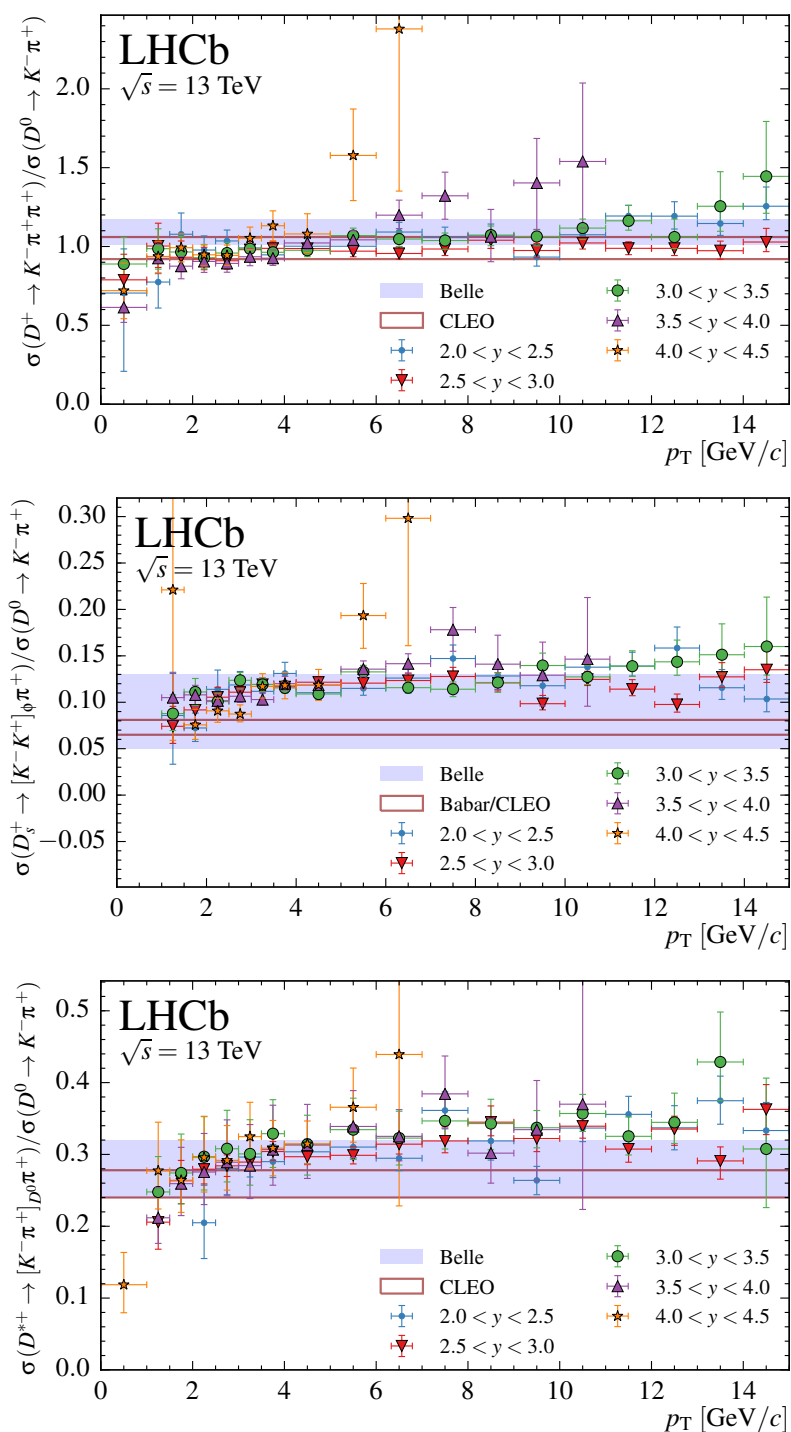 LHCb
√s = 13 TeV
σ(D⁺ → K⁻π⁺π⁺)/σ(D⁰ → K⁻π⁺)
2.0
1.5
1.0
0.5
0.0
Belle
CLEO
2.0 < y < 2.5
2.5 < y < 3.0
3.0 < y < 3.5
3.5 < y < 4.0
4.0 < y < 4.5
0 2 4 6 8 10 12 14
p_T [GeV/c]
LHCb
√s = 13 TeV
σ(D_s⁺ → [K⁻K⁺]_ϕπ⁺)/σ(D⁰ → K⁻π⁺)
0.30
0.25
0.20
0.15
0.10
0.05
0.00
−0.05
Belle
Babar/CLEO
2.0 < y < 2.5
2.5 < y < 3.0
3.0 < y < 3.5
3.5 < y < 4.0
4.0 < y < 4.5
0 2 4 6 8 10 12 14
p_T [GeV/c]
LHCb
√s = 13 TeV
σ(D*⁺ → [K⁻π⁺]_D⁰π⁺)/σ(D⁰ → K⁻π⁺)
0.5
0.4
0.3
0.2
0.1
0.0
Belle
CLEO
2.0 < y < 2.5
2.5 < y < 3.0
3.0 < y < 3.5
3.5 < y < 4.0
4.0 < y < 4.5
0 2 4 6 8 10 12 14
p_T [GeV/c]